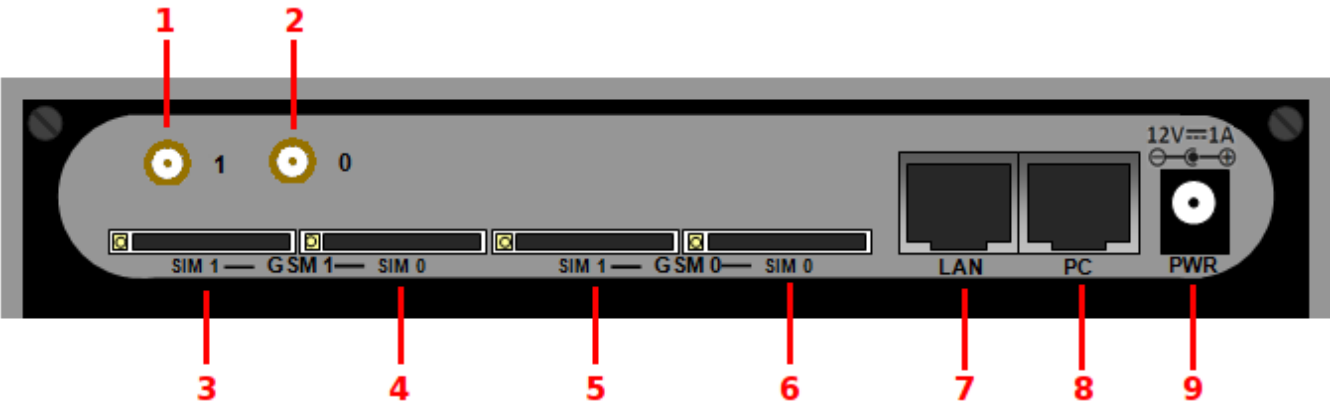 1 2
12V⎓1A
1 0
SIM 1 — GSM 1 — SIM 0 SIM 1 — GSM 0 — SIM 0 LAN PC PWR
3 4 5 6 7 8 9